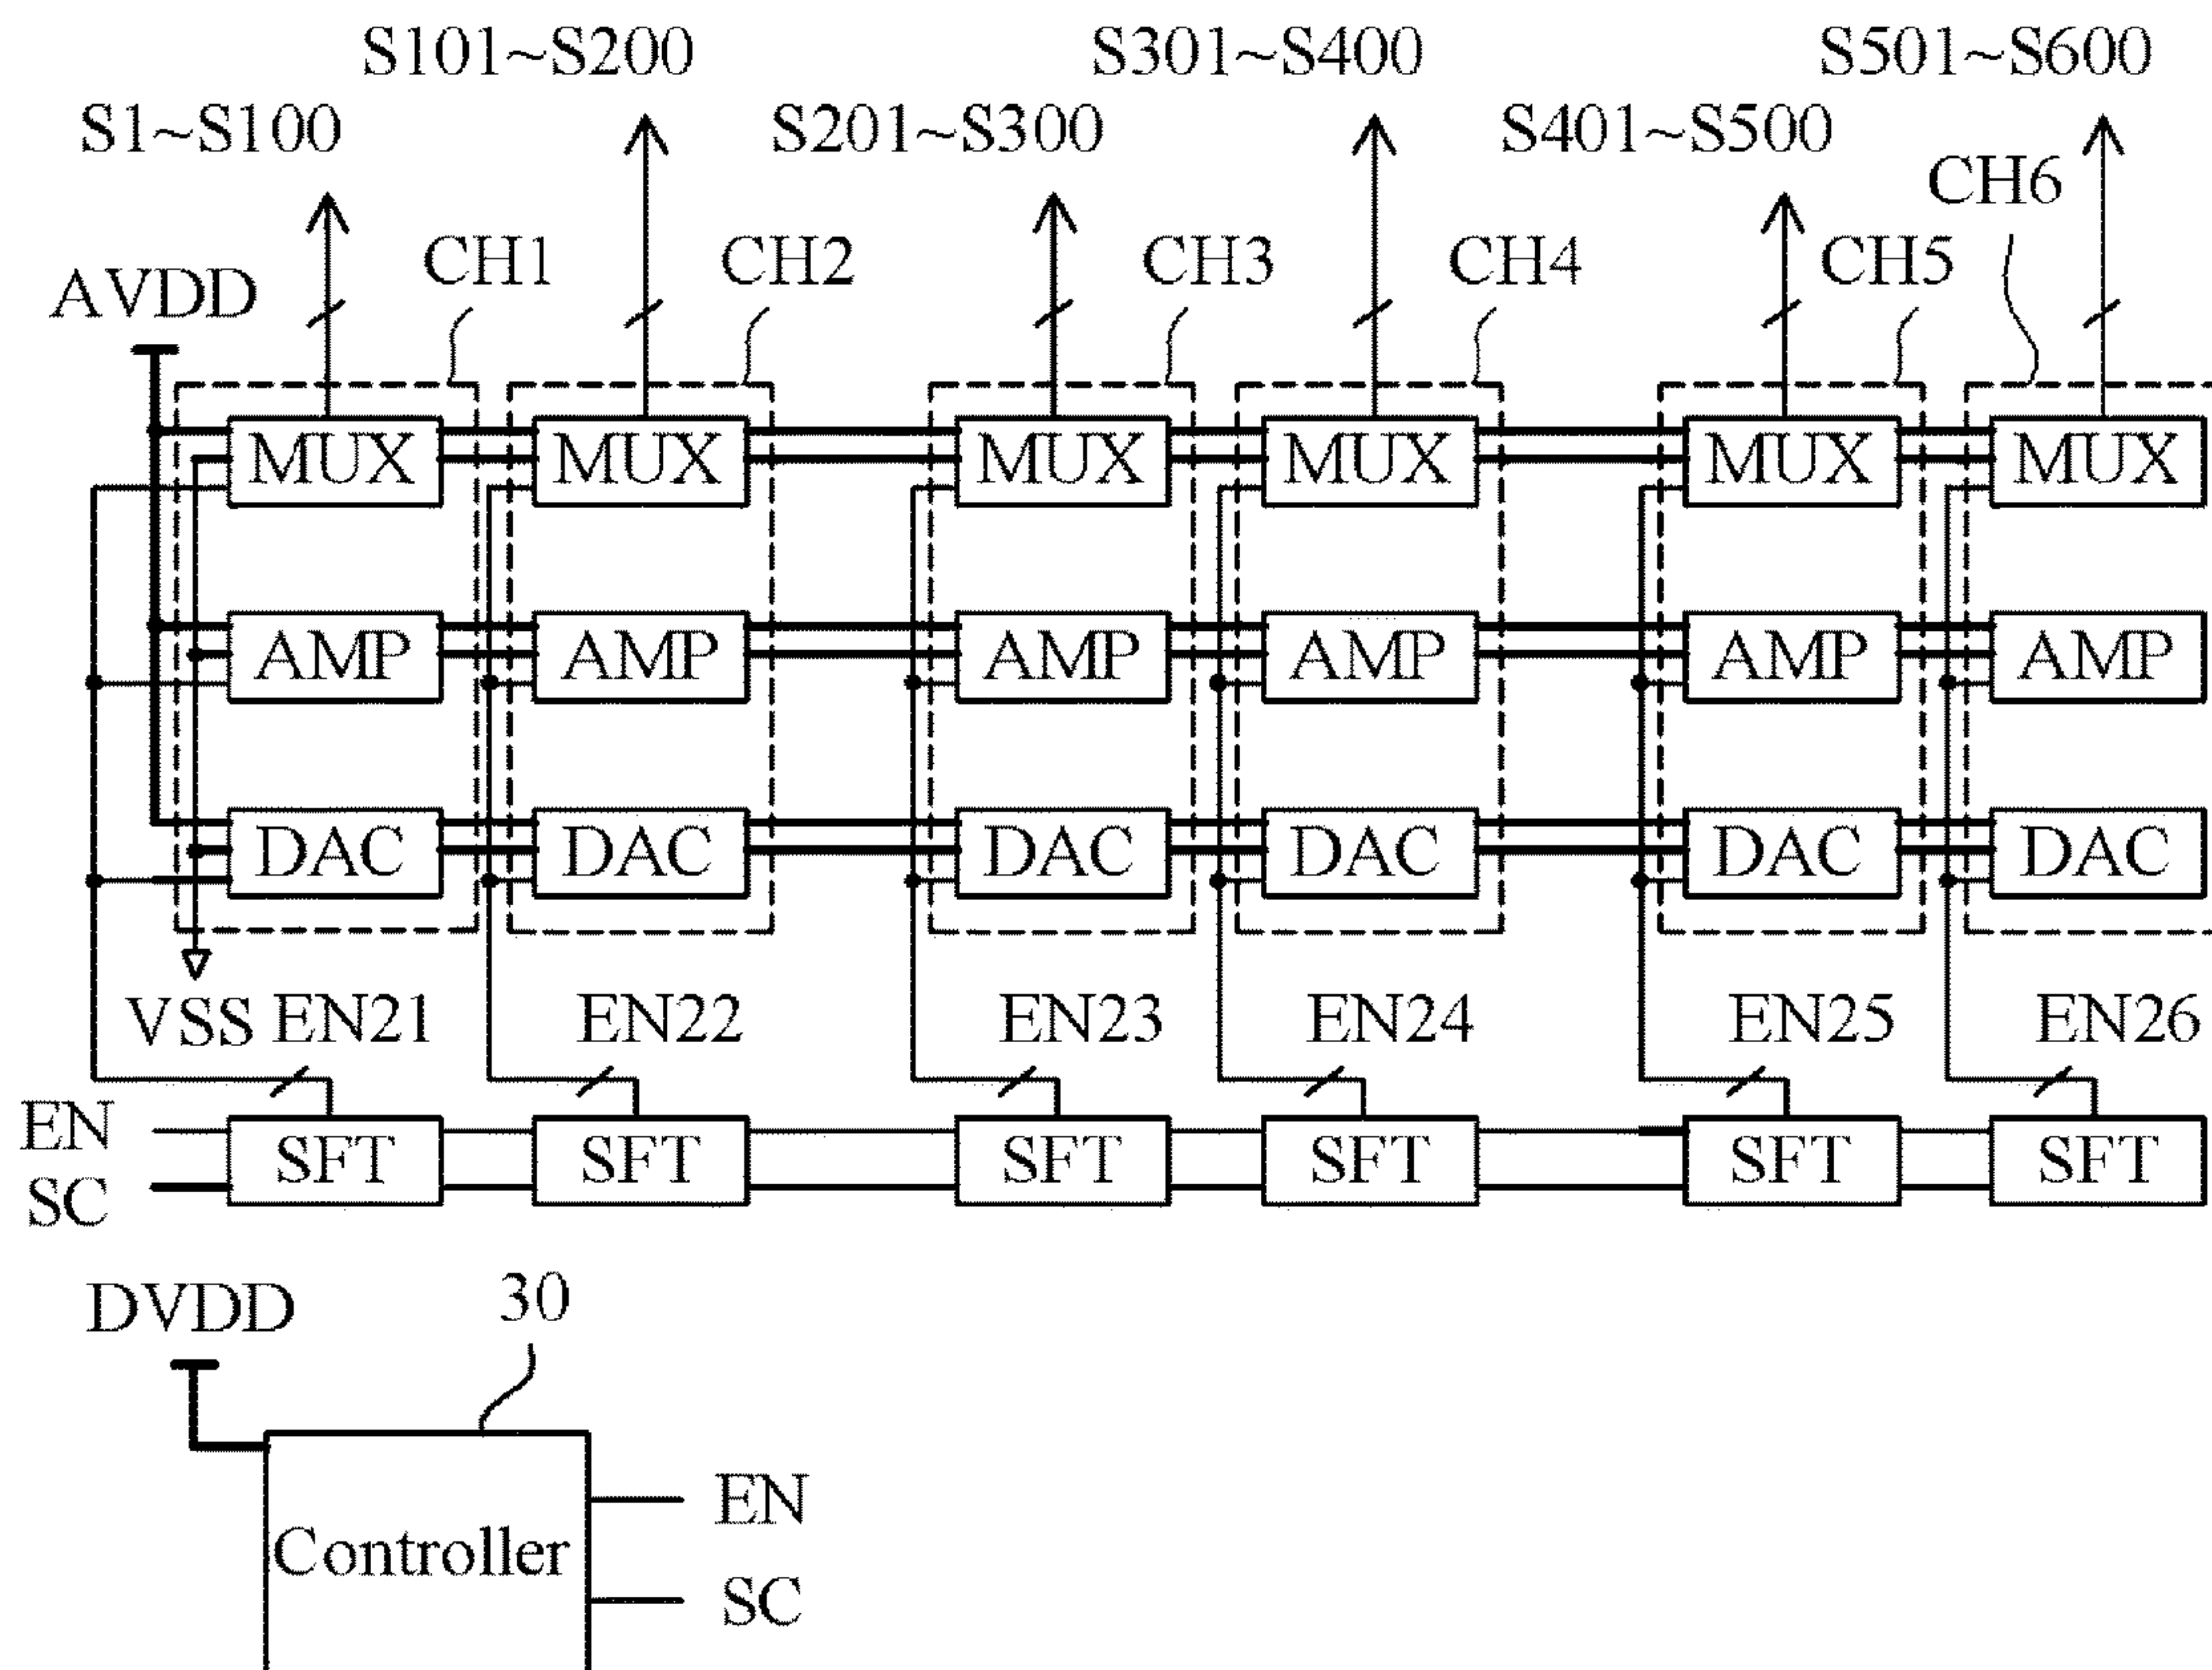 S101~S200 S301~S400 S501~S600
S1~S100 S201~S300 S401~S500
CH6
AVDD CH1 CH2 CH3 CH4 CH5
MUX MUX MUX MUX MUX MUX
AMP AMP AMP AMP AMP AMP
DAC DAC DAC DAC DAC DAC
VSS EN21 EN22 EN23 EN24 EN25 EN26
EN
SFT SFT SFT SFT SFT SFT
SC
DVDD 30
EN
Controller
SC